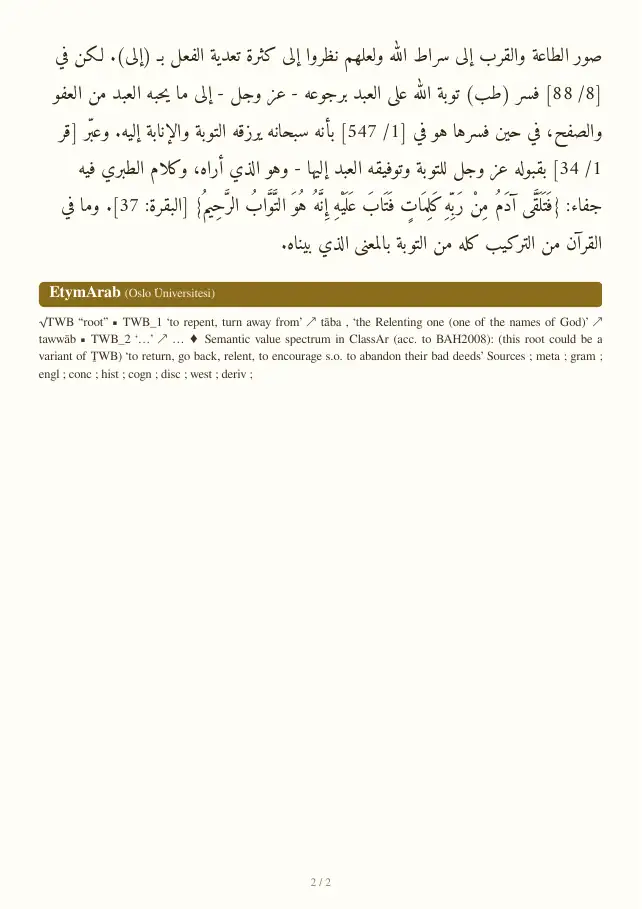 صور الطاعة والقرب إلى سراط الله ولعلهم نظروا إلى كثرة تعدية الفعل بـ (إلى). لكن في
[8/ 88] فسر (طب) توبة الله على العبد برجوعه - عز وجل - إلى ما يحبه العبد من العفو
والصفح، في حين فسرها هو في [1/ 547] بأنه سبحانه يرزقه التوبة والإنابة إليه. وعبّر [قر
1/ 34] بقبوله عز وجل للتوبة وتوفيقه العبد إليها - وهو الذي أراه، وكلام الطبري فيه
جفاء: {فَتَلَقَّى آدَمُ مِنْ رَبِّهِ كَلِمَاتٍ فَتَابَ عَلَيْهِ إِنَّهُ هُوَ التَّوَّابُ الرَّحِيمُ} [البقرة: 37]. وما في
القرآن من التركيب كله من التوبة بالمعنى الذي بيناه.
EtymArab (Oslo Üniversitesi)
√TWB “root” ▪ TWB_1 ‘to repent, turn away from’ ↗ tāba , ‘the Relenting one (one of the names of God)’ ↗
tawwāb ▪ TWB_2 ‘…’ ↗ … ♦ Semantic value spectrum in ClassAr (acc. to BAH2008): (this root could be a
variant of ṮWB) ‘to return, go back, relent, to encourage s.o. to abandon their bad deeds’ Sources ; meta ; gram ;
engl ; conc ; hist ; cogn ; disc ; west ; deriv ;
2 / 2